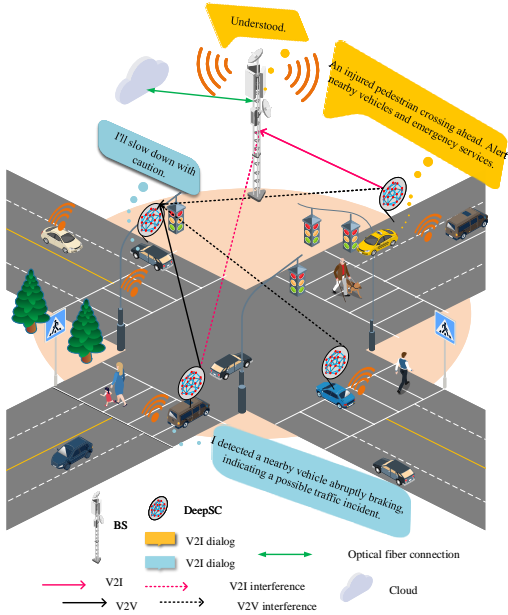 Understood.
An injured pedestrian crossing ahead. Alert
nearby vehicles and emergency services.
I'll slow down with
caution.
I detected a nearby vehicle abruptly braking,
indicating a possible traffic incident.
BS
DeepSC
V2I dialog
V2I dialog
Optical fiber connection
V2I
V2I interference
Cloud
V2V
V2V interference